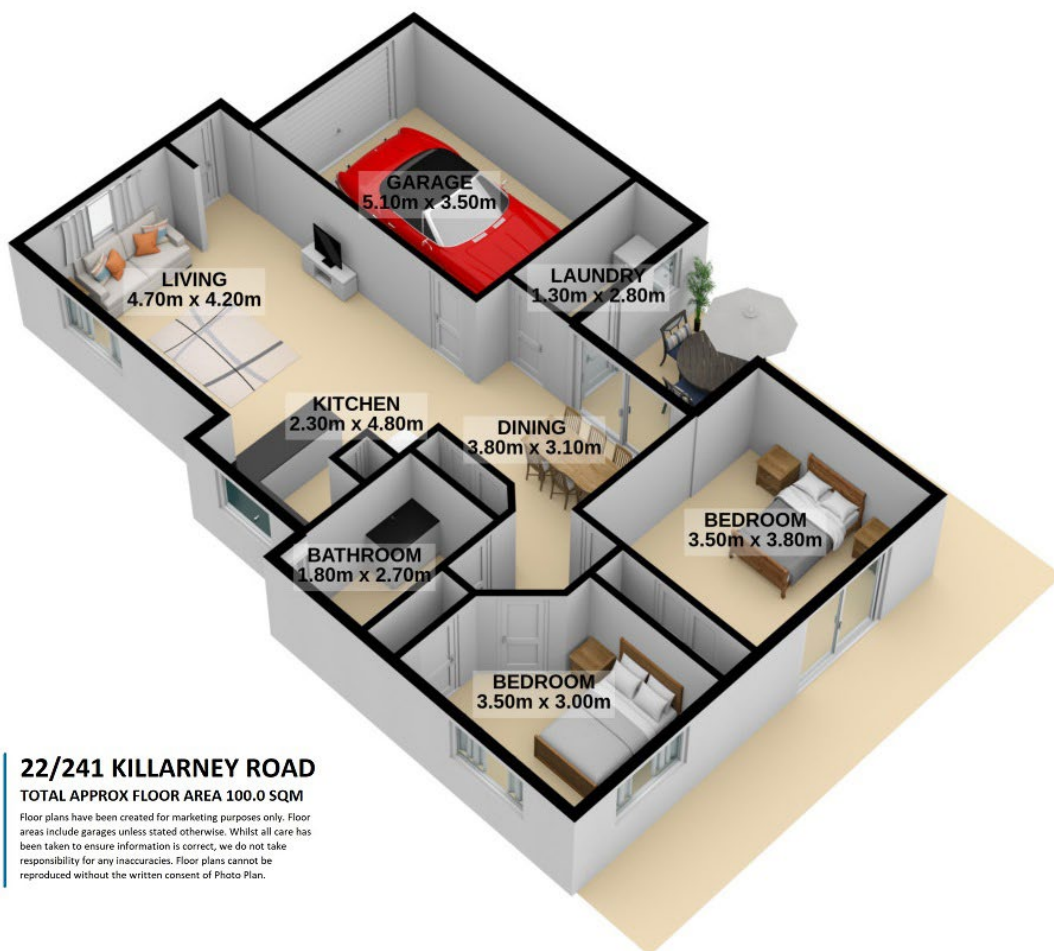 GARAGE
5.10m x 3.50m
LIVING
4.70m x 4.20m
LAUNDRY
1.30m x 2.80m
KITCHEN
2.30m x 4.80m
DINING
3.80m x 3.10m
BEDROOM
3.50m x 3.80m
BATHROOM
1.80m x 2.70m
BEDROOM
3.50m x 3.00m
22/241 KILLARNEY ROAD
TOTAL APPROX FLOOR AREA 100.0 SQM
Floor plans have been created for marketing purposes only. Floor
areas include garages unless stated otherwise. Whilst all care has
been taken to ensure information is correct, we do not take
responsibility for any inaccuracies. Floor plans cannot be
reproduced without the written consent of Photo Plan.